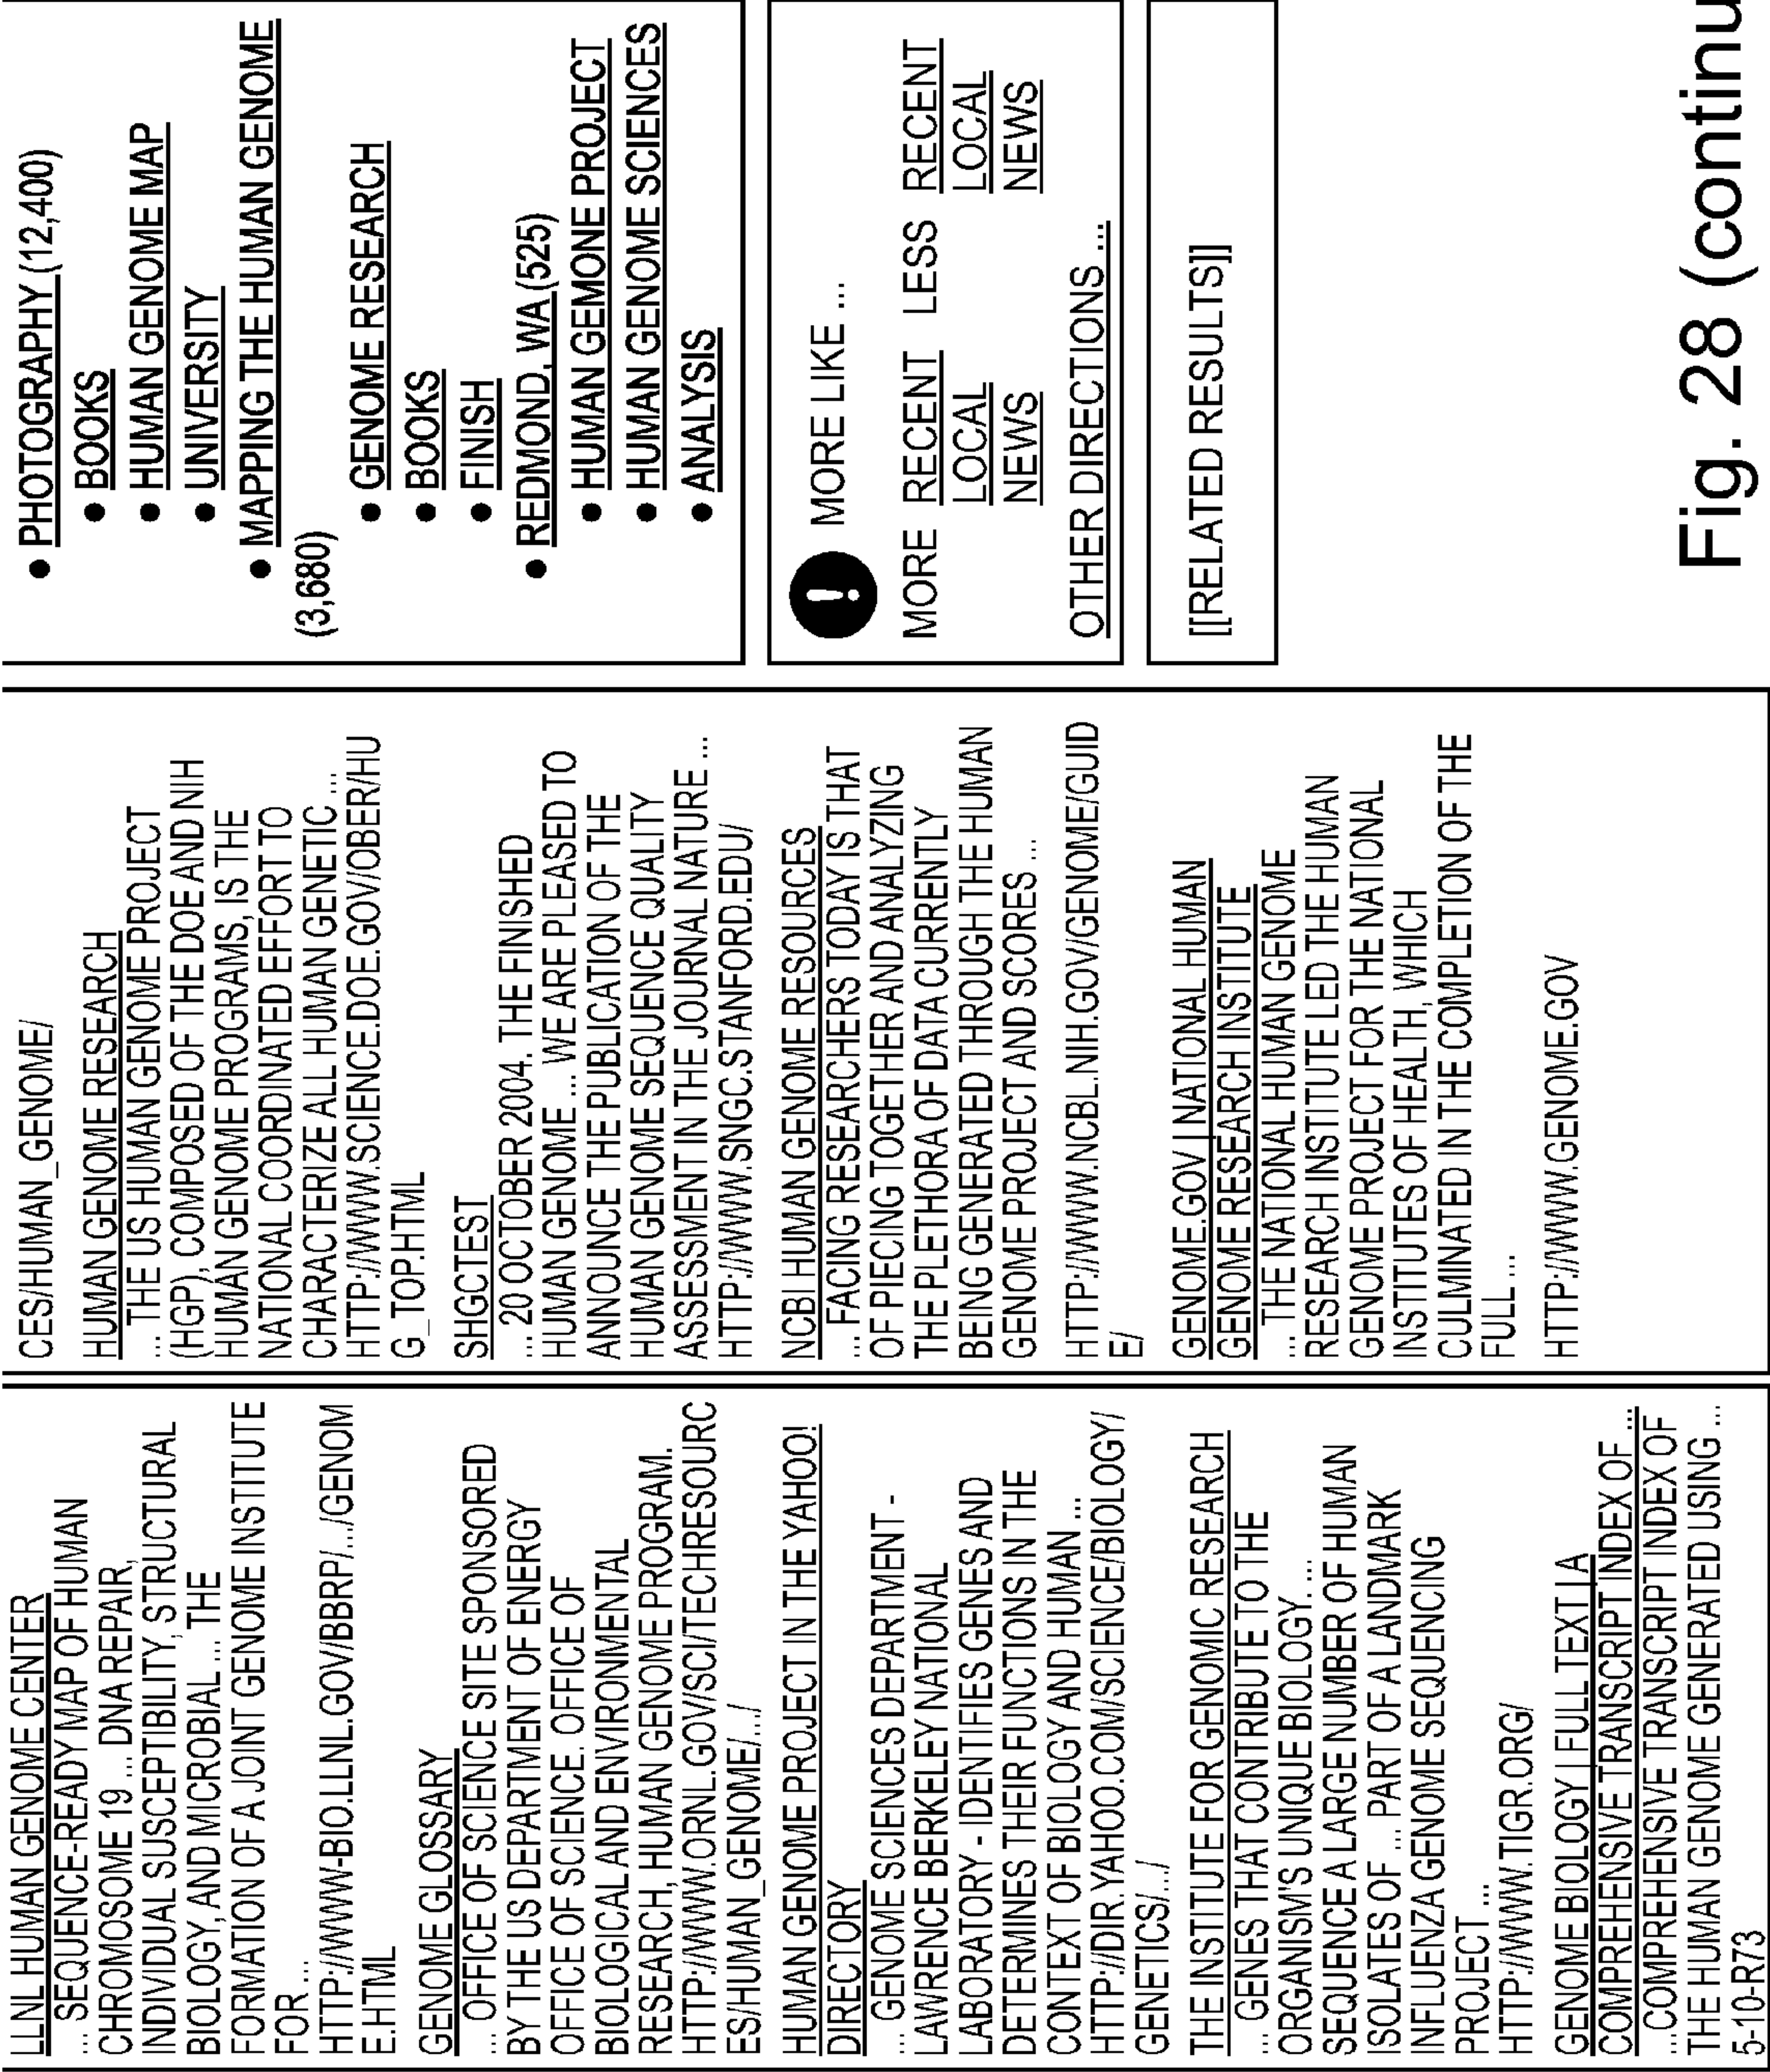 LLNL HUMAN GENOME CENTER
... SEQUENCE-READY MAP OF HUMAN
CHROMOSOME 19 ... DNA REPAIR,
INDIVIDUAL SUSCEPTIBILITY, STRUCTURAL
BIOLOGY, AND MICROBIAL ... THE
FORMATION OF A JOINT GENOME INSTITUTE
FOR ...
HTTP://WWW-BIO.LLNL.GOV/BBRP/.../GENOM
E.HTML
GENOME GLOSSARY
... OFFICE OF SCIENCE SITE SPONSORED
BY THE US DEPARTMENT OF ENERGY
OFFICE OF SCIENCE. OFFICE OF
BIOLOGICAL AND ENVIRONMENTAL
RESEARCH, HUMAN GENOME PROGRAM.
HTTP://WWW.ORNL.GOV/SCI/TECHRESOURC
ES/HUMAN_GENOME/.../
HUMAN GENOME PROJECT IN THE YAHOO!
DIRECTORY
... GENOME SCIENCES DEPARTMENT -
LAWRENCE BERKELEY NATIONAL
LABORATORY - IDENTIFIES GENES AND
DETERMINES THEIR FUNCTIONS IN THE
CONTEXT OF BIOLOGY AND HUMAN ...
HTTP://DIR.YAHOO.COM/SCIENCE/BIOLOGY/
GENETICS/.../
THE INSTITUTE FOR GENOMIC RESEARCH
... GENES THAT CONTRIBUTE TO THE
ORGANISM'S UNIQUE BIOLOGY. ...
SEQUENCE A LARGE NUMBER OF HUMAN
ISOLATES OF ... PART OF A LANDMARK
INFLUENZA GENOME SEQUENCING
PROJECT ...
HTTP://WWW.TIGR.ORG/
GENOME BIOLOGY | FULL TEXT | A
COMPREHENSIVE TRANSCRIPT INDEX OF ...
... COMPREHENSIVE TRANSCRIPT INDEX OF
THE HUMAN GENOME GENERATED USING ...
5-10-R73
CES/HUMAN_GENOME/
HUMAN GENOME RESEARCH
... THE US HUMAN GENOME PROJECT
(HGP), COMPOSED OF THE DOE AND NIH
HUMAN GENOME PROGRAMS, IS THE
NATIONAL COORDINATED EFFORT TO
CHARACTERIZE ALL HUMAN GENETIC ...
HTTP://WWW.SCIENCE.DOE.GOV/OBER/HU
G_TOP.HTML
SHGCTEST
... 20 OCTOBER 2004. THE FINISHED
HUMAN GENOME ... WE ARE PLEASED TO
ANNOUNCE THE PUBLICATION OF THE
HUMAN GENOME SEQUENCE QUALITY
ASSESSMENT IN THE JOURNAL NATURE ...
HTTP://WWW.SNGC.STANFORD.EDU/
NCBI HUMAN GENOME RESOURCES
... FACING RESEARCHERS TODAY IS THAT
OF PIECING TOGETHER AND ANALYZING
THE PLETHORA OF DATA CURRENTLY
BEING GENERATED THROUGH THE HUMAN
GENOME PROJECT AND SCORES ...
HTTP://WWW.NCBL.NIH.GOV/GENOME/GUID
E/
GENOME.GOV | NATIONAL HUMAN
GENOME RESEARCH INSTITUTE
... THE NATIONAL HUMAN GENOME
RESEARCH INSTITUTE LED THE HUMAN
GENOME PROJECT FOR THE NATIONAL
INSTITUTES OF HEALTH, WHICH
CULMINATED IN THE COMPLETION OF THE
FULL ...
HTTP://WWW.GENOME.GOV
• PHOTOGRAPHY (12,400)
• BOOKS
• HUMAN GENOME MAP
• UNIVERSITY
• MAPPING THE HUMAN GENOME
(3,680)
• GENOME RESEARCH
• BOOKS
• FINISH
• REDMOND, WA (525)
• HUMAN GEMONE PROJECT
• HUMAN GENOME SCIENCES
• ANALYSIS
! MORE LIKE ...
MORE RECENT LESS RECENT
LOCAL LOCAL
NEWS NEWS
OTHER DIRECTIONS ...
[[RELATED RESULTS]]
Fig. 28 (continu